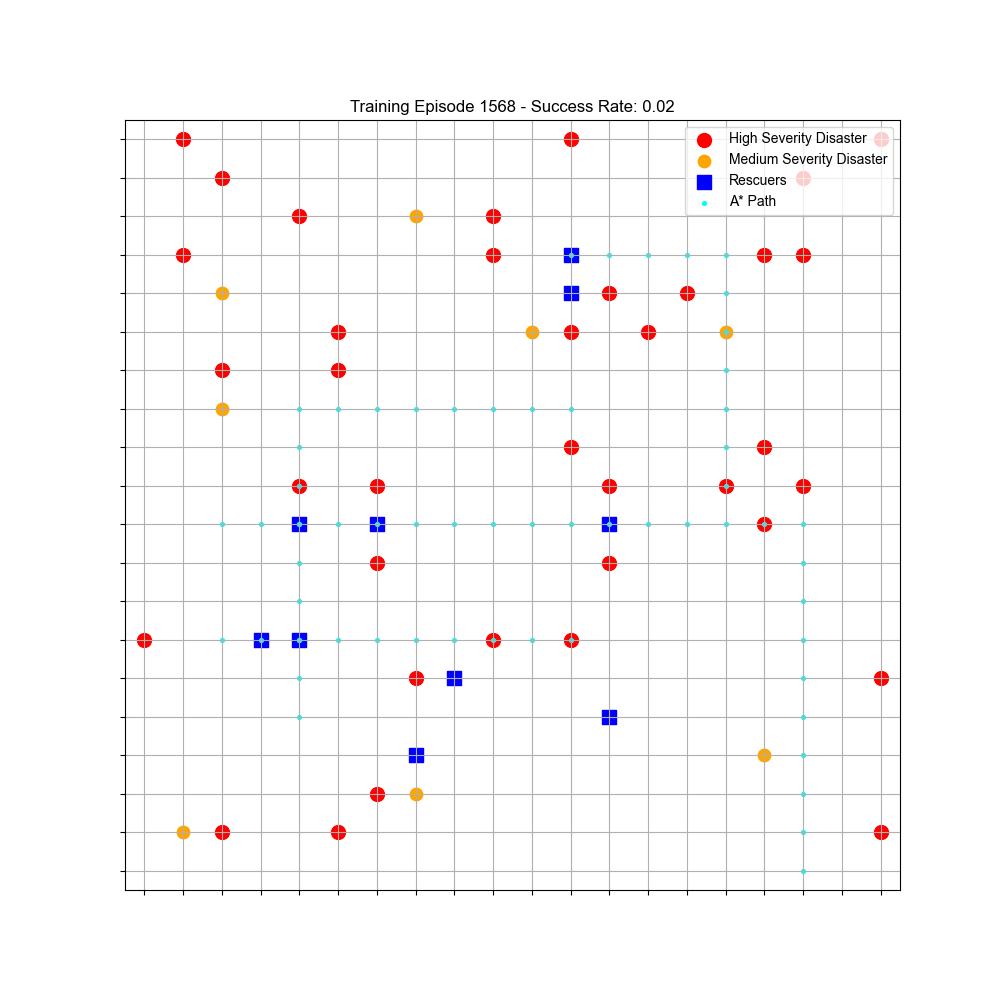 Training Episode 1568 - Success Rate: 0.02
High Severity Disaster
Medium Severity Disaster
Rescuers
A* Path